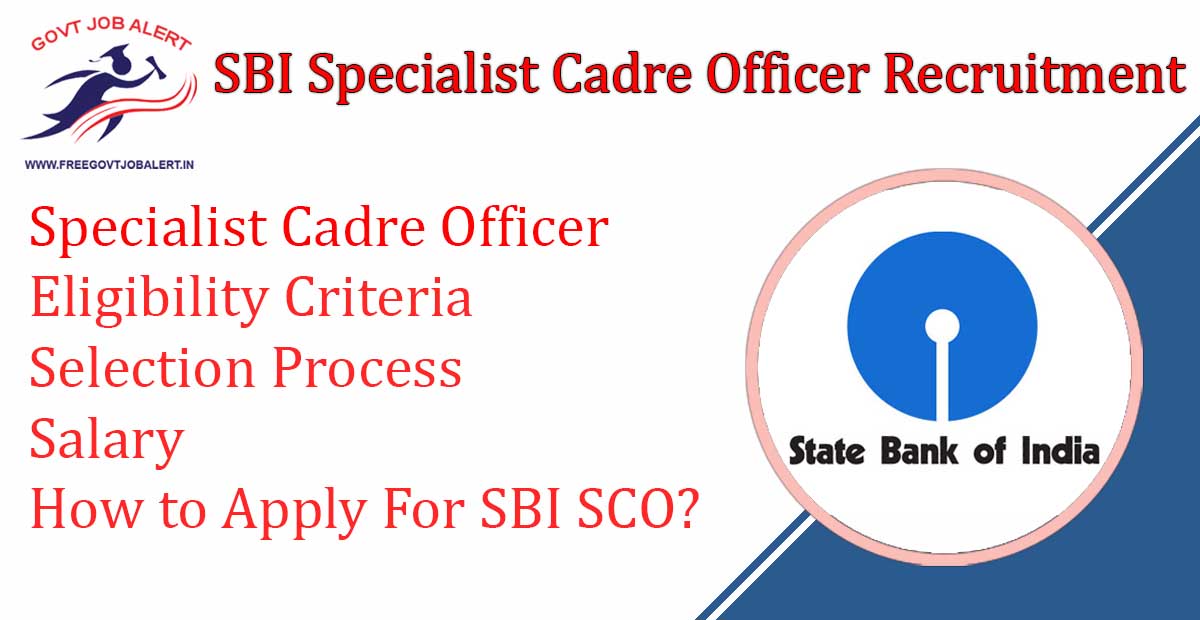 GOVT JOB ALERT
WWW.FREEGOVTJOBALERT.IN
SBI Specialist Cadre Officer Recruitment
Specialist Cadre Officer
Eligibility Criteria
Selection Process
Salary
How to Apply For SBI SCO?
State Bank of India